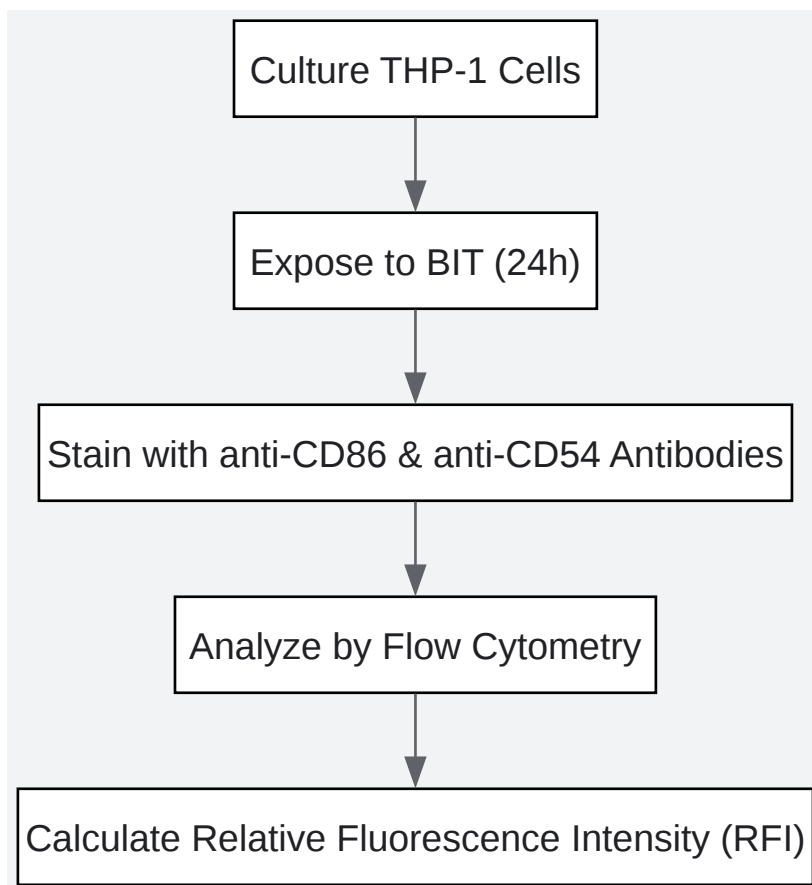 Culture THP-1 Cells
Expose to BIT (24h)
Stain with anti-CD86 & anti-CD54 Antibodies
Analyze by Flow Cytometry
Calculate Relative Fluorescence Intensity (RFI)